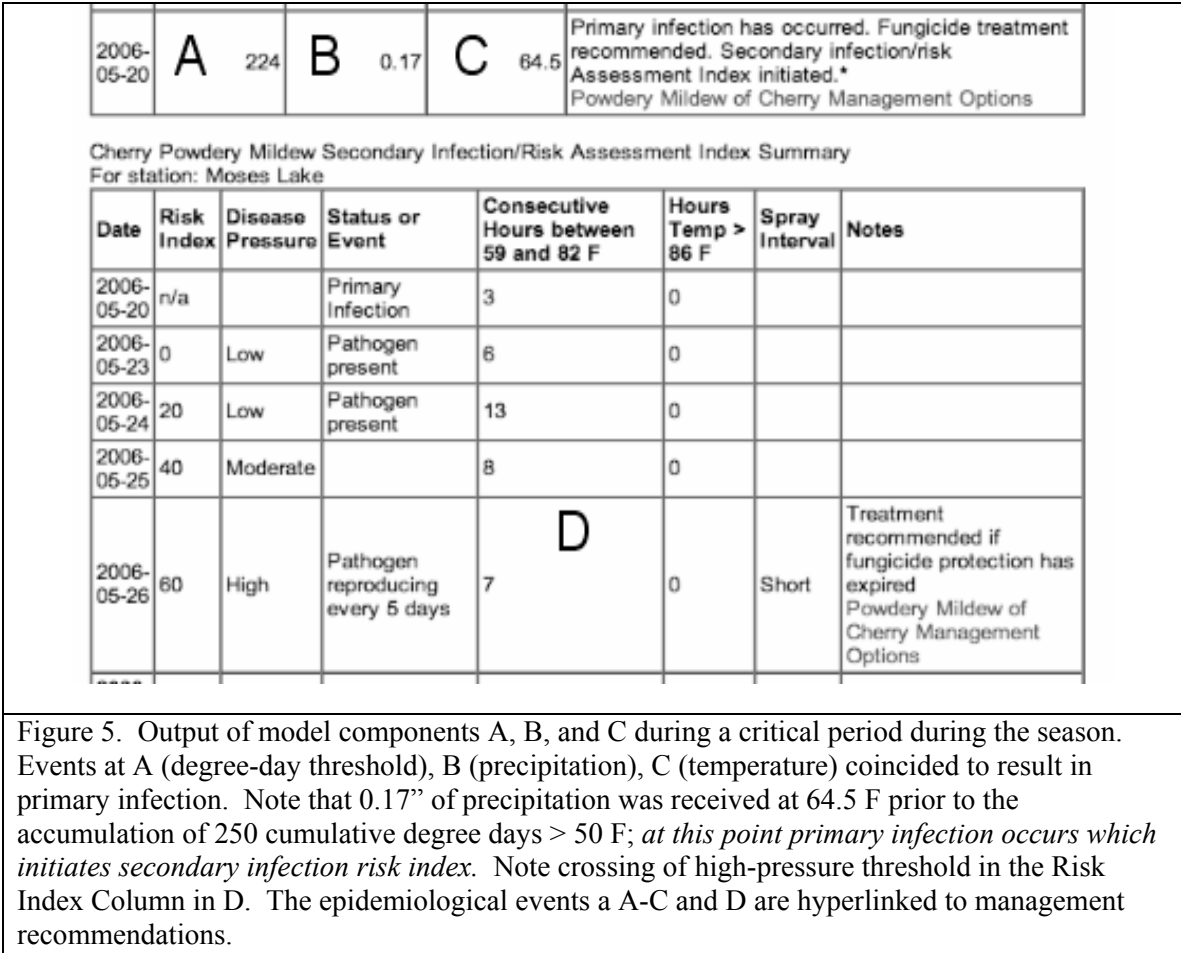 Primary infection has occurred. Fungicide treatment
2006- A 224 B 0.17 C 64.5 recommended. Secondary infection/risk
05-20 Assessment Index initiated.*
Powdery Mildew of Cherry Management Options
Cherry Powdery Mildew Secondary Infection/Risk Assessment Index Summary
For station: Moses Lake
Date Risk Index Disease Pressure Status or Event Consecutive Hours between 59 and 82 F Hours Temp > 86 F Spray Interval Notes
2006-05-20 n/a Primary Infection 3 0
2006-05-23 0 Low Pathogen present 6 0
2006-05-24 20 Low Pathogen present 13 0
2006-05-25 40 Moderate 8 0
D
2006-05-26 60 High Pathogen reproducing every 5 days 7 0 Short Treatment recommended if fungicide protection has expired Powdery Mildew of Cherry Management Options
Figure 5. Output of model components A, B, and C during a critical period during the season.
Events at A (degree-day threshold), B (precipitation), C (temperature) coincided to result in
primary infection. Note that 0.17” of precipitation was received at 64.5 F prior to the
accumulation of 250 cumulative degree days > 50 F; at this point primary infection occurs which
initiates secondary infection risk index. Note crossing of high-pressure threshold in the Risk
Index Column in D. The epidemiological events a A-C and D are hyperlinked to management
recommendations.